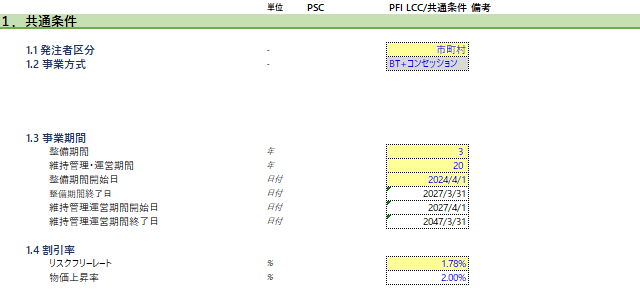 単位 PSC PFI LCC/共通条件 備考
1. 共通条件
1.1 発注者区分 - 市町村
1.2 事業方式 - BT+コンセッション
1.3 事業期間
整備期間 年 3
維持管理・運営期間 年 20
整備期間開始日 日付 2024/4/1
整備期間終了日 日付 2027/3/31
維持管理運営期間開始日 日付 2027/4/1
維持管理運営期間終了日 日付 2047/3/31
1.4 割引率
リスクフリーレート % 1.78%
物価上昇率 % 2.00%